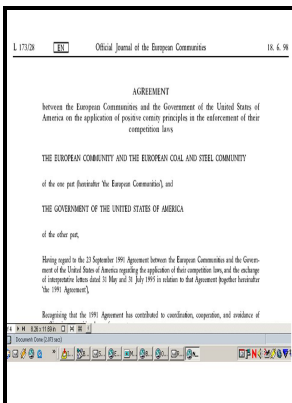 L 173/28 EN Official Journal of the European Communities 18. 6. 98
AGREEMENT
between the European Communities and the Government of the United States of
America on the application of positive comity principles in the enforcement of their
competition laws
THE EUROPEAN COMMUNITY AND THE EUROPEAN COAL AND STEEL COMMUNITY
of the one part (hereinafter 'the European Communities'), and
THE GOVERNMENT OF THE UNITED STATES OF AMERICA
of the other part,
Having regard to the 23 September 1991 Agreement between the European Communities and the Govern-
ment of the United States of America regarding the application of their competition laws, and the exchange
of interpretative letters dated 31 May and 31 July 1995 in relation to that Agreement (together hereinafter
'the 1991 Agreement'),
Recognising that the 1991 Agreement has contributed to coordination, cooperation, and avoidance of
8.26 x 11.69 in
Document: Done